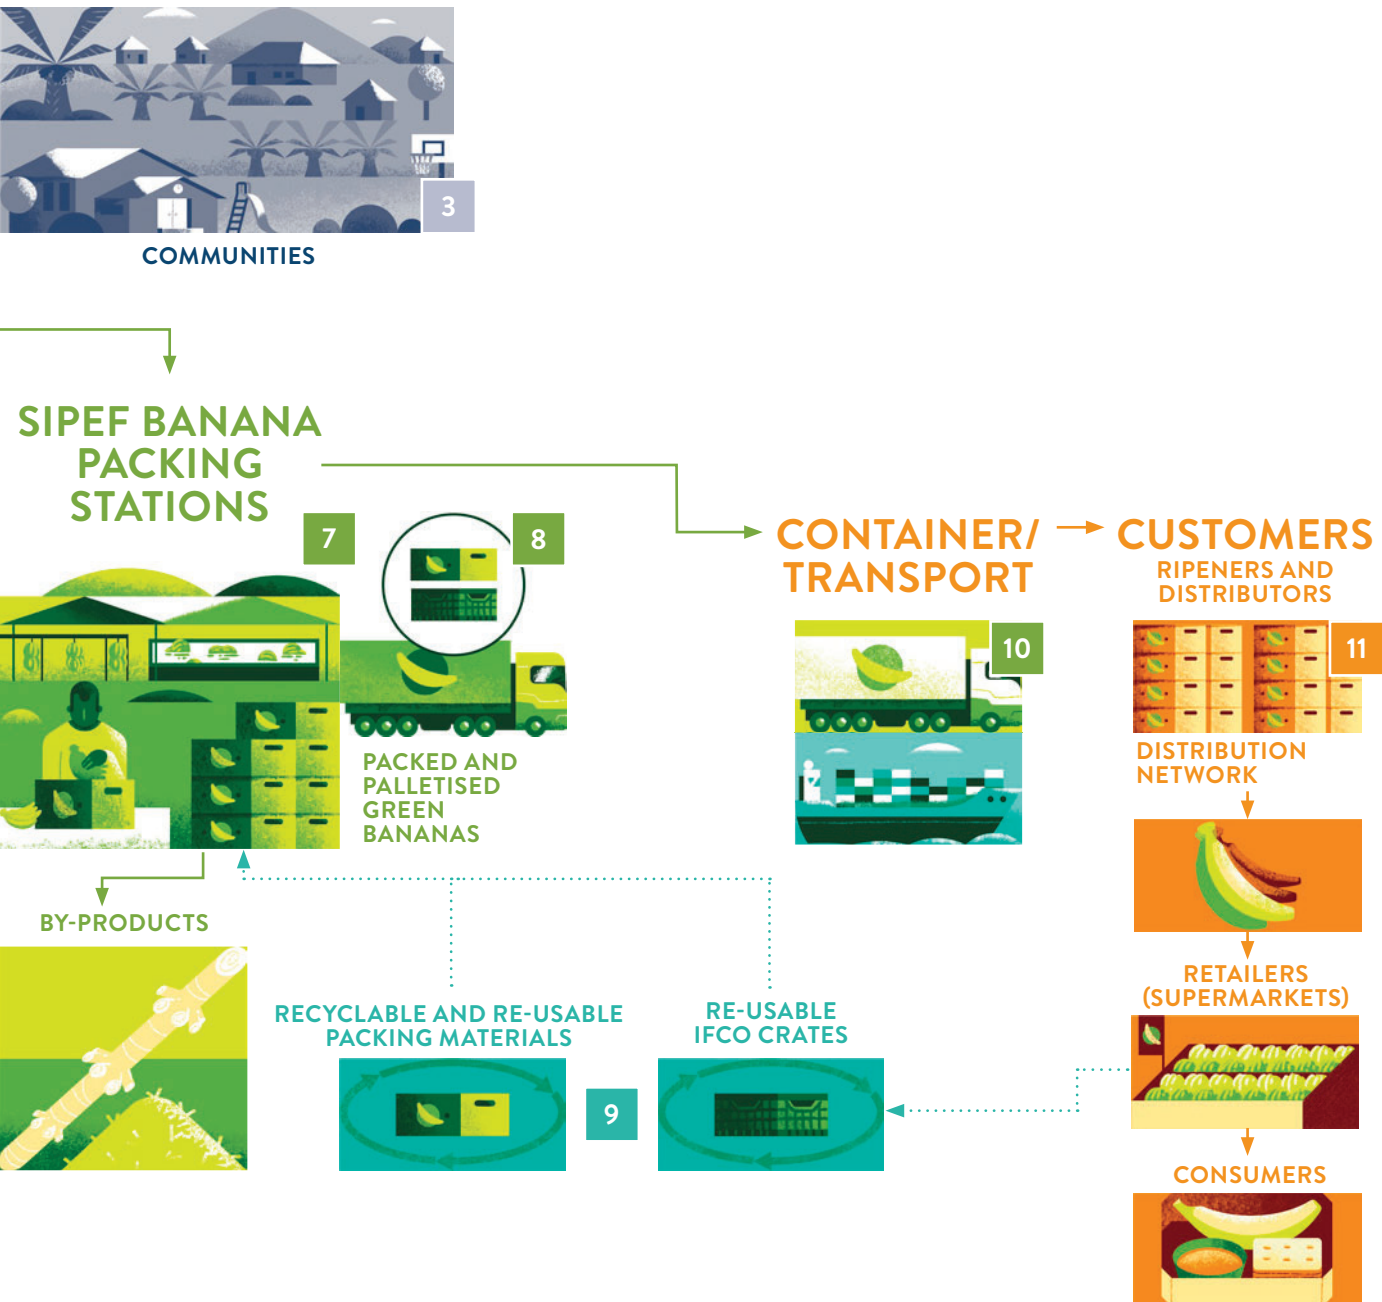 3
COMMUNITIES
SIPEF BANANA
PACKING
STATIONS
7
8
PACKED AND
PALLETISED
GREEN
BANANAS
CONTAINER/
TRANSPORT
10
CUSTOMERS
RIPENERS AND
DISTRIBUTORS
11
DISTRIBUTION
NETWORK
BY-PRODUCTS
RECYCLABLE AND RE-USABLE
PACKING MATERIALS
9
RE-USABLE
IFCO CRATES
RETAILERS
(SUPERMARKETS)
CONSUMERS